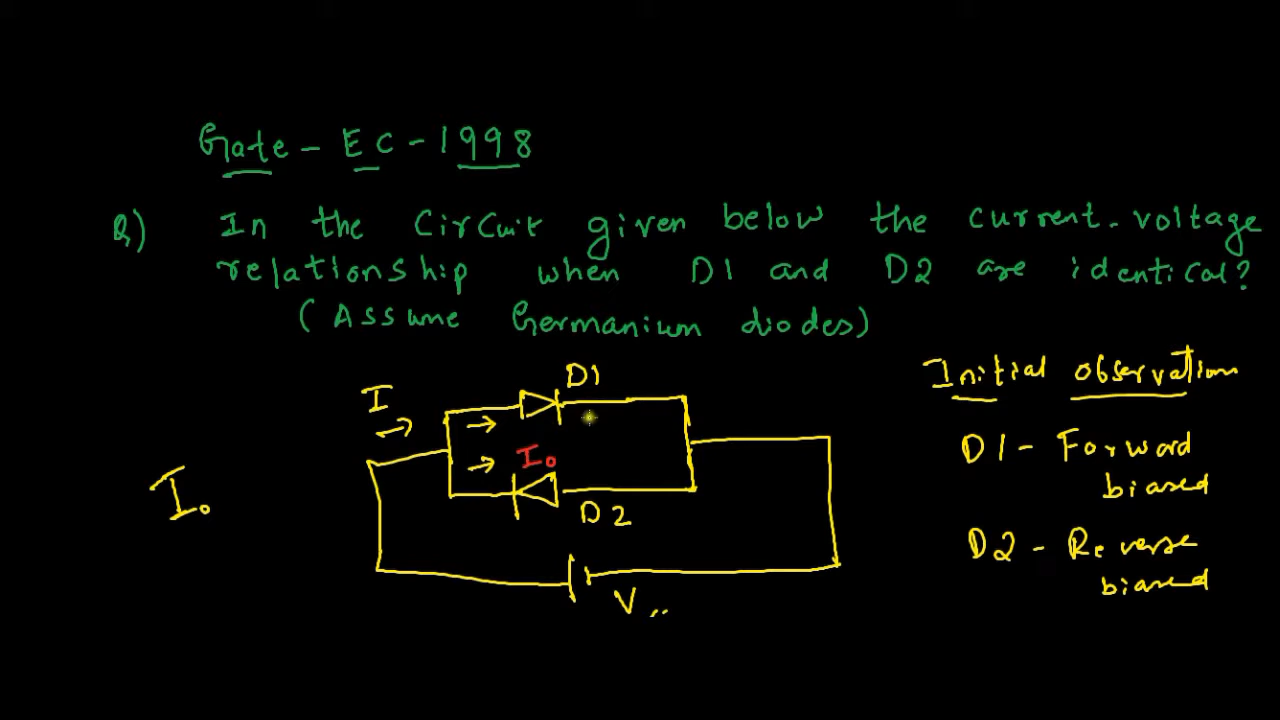 Gate - EC - 1998
Q) In the Circuit given below the current-voltage
relationship when D1 and D2 are identical?
(Assume Germanium diodes)
D1
I
I₀
D2
V
I₀
Initial observation
D1 - Forward
biased
D2 - Reverse
biased